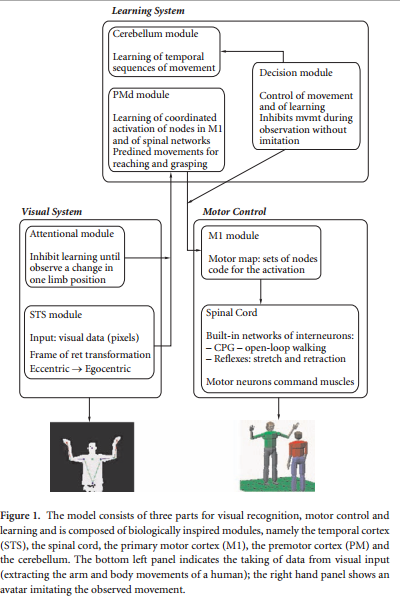 Learning System
Cerebellum module
Learning of temporal
sequences of movement
Decision module
Control of movement
and of learning
Inhibits mvmt during
observation without
imitation
PMd module
Learning of coordinated
activation of nodes in M1
and of spinal networks
Predined movements for
reaching and grasping
Visual System
Attentional module
Inhibit learning until
observe a change in
one limb position
STS module
Input: visual data (pixels)
Frame of ret transformation
Eccentric → Egocentric
Motor Control
M1 module
Motor map: sets of nodes
code for the activation
Spinal Cord
Built-in networks of interneurons:
– CPG – open-loop walking
– Reflexes: stretch and retraction
Motor neurons command muscles
Figure 1. The model consists of three parts for visual recognition, motor control and
learning and is composed of biologically inspired modules, namely the temporal cortex
(STS), the spinal cord, the primary motor cortex (M1), the premotor cortex (PM) and
the cerebellum. The bottom left panel indicates the taking of data from visual input
(extracting the arm and body movements of a human); the right hand panel shows an
avatar imitating the observed movement.